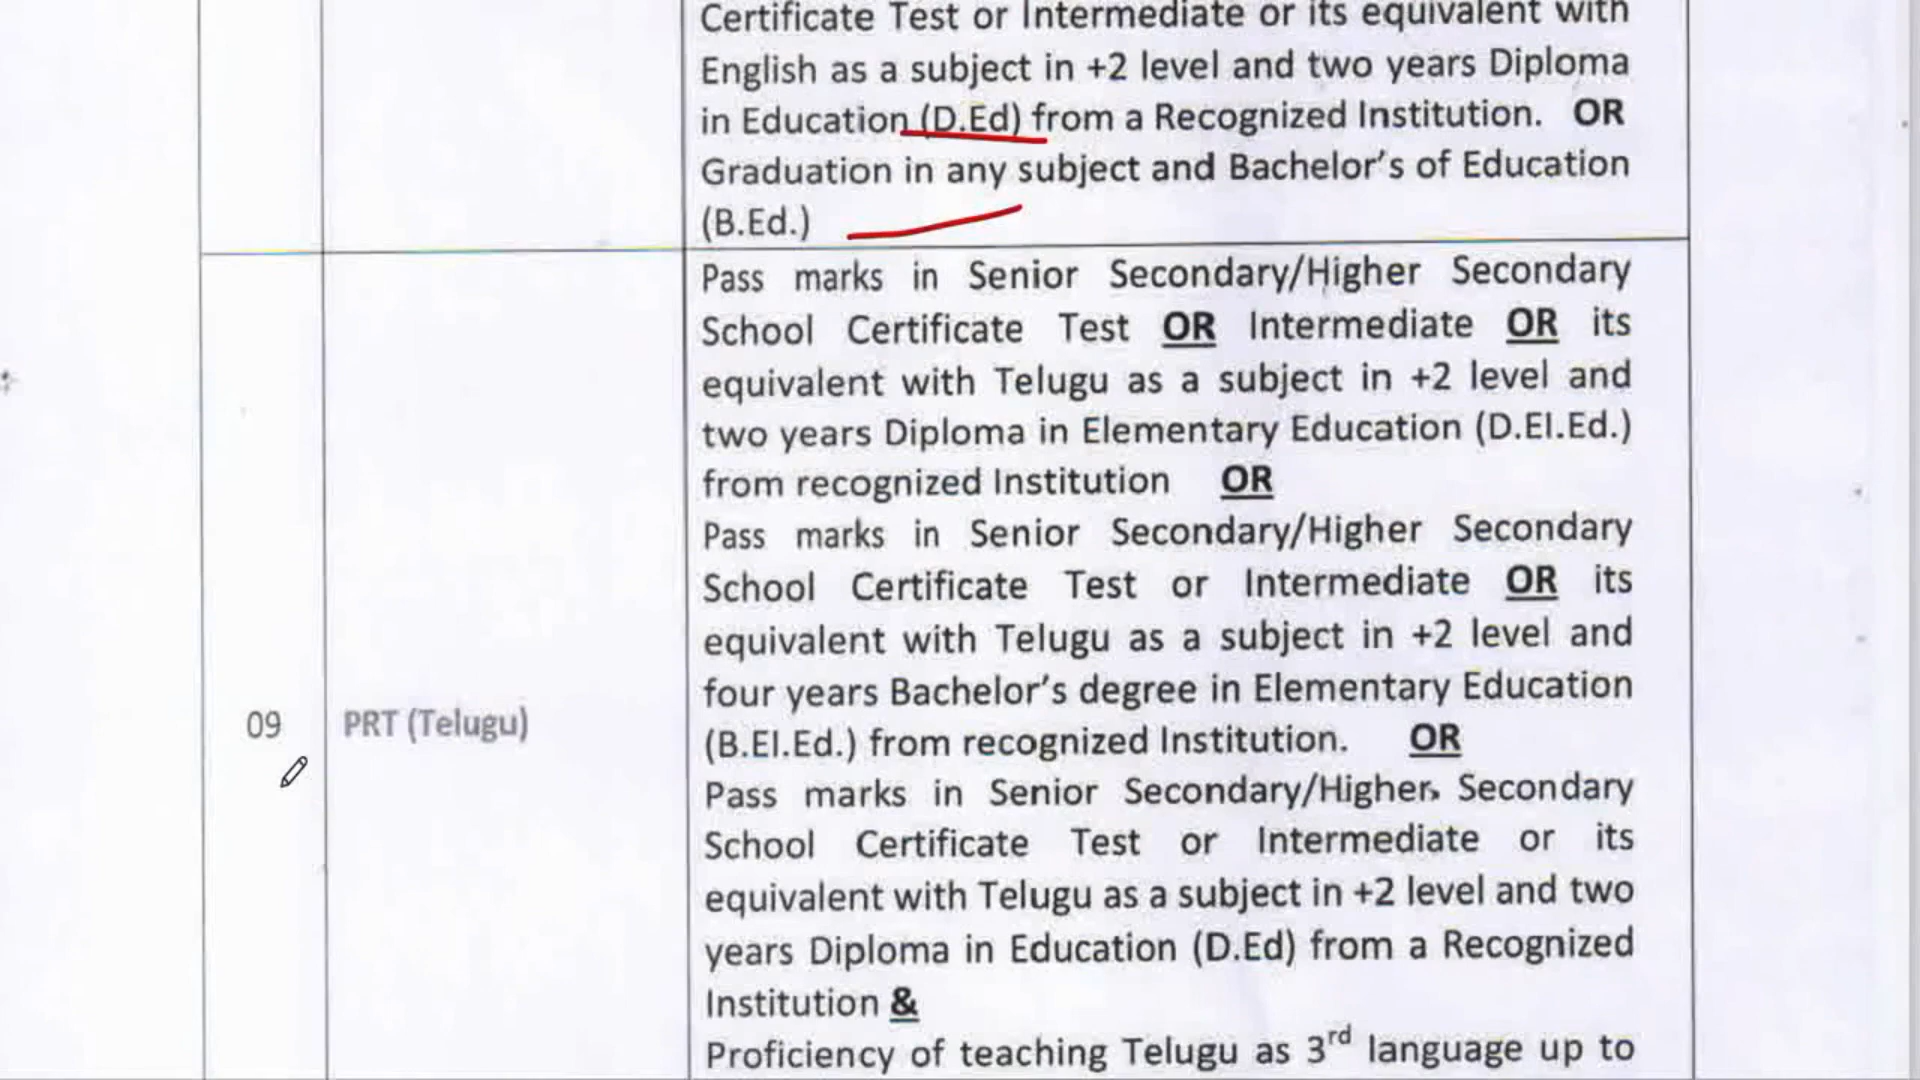 Certificate Test or Intermediate or its equivalent with
English as a subject in +2 level and two years Diploma
in Education (D.Ed) from a Recognized Institution. OR
Graduation in any subject and Bachelor's of Education
(B.Ed.)
Pass marks in Senior Secondary/Higher Secondary
School Certificate Test OR Intermediate OR its
equivalent with Telugu as a subject in +2 level and
two years Diploma in Elementary Education (D.El.Ed.)
from recognized Institution OR
Pass marks in Senior Secondary/Higher Secondary
School Certificate Test or Intermediate OR its
equivalent with Telugu as a subject in +2 level and
four years Bachelor's degree in Elementary Education
09 PRT (Telugu)
(B.El.Ed.) from recognized Institution. OR
Pass marks in Senior Secondary/Higher Secondary
School Certificate Test or Intermediate or its
equivalent with Telugu as a subject in +2 level and two
years Diploma in Education (D.Ed) from a Recognized
Institution &
Proficiency of teaching Telugu as 3rd language up to